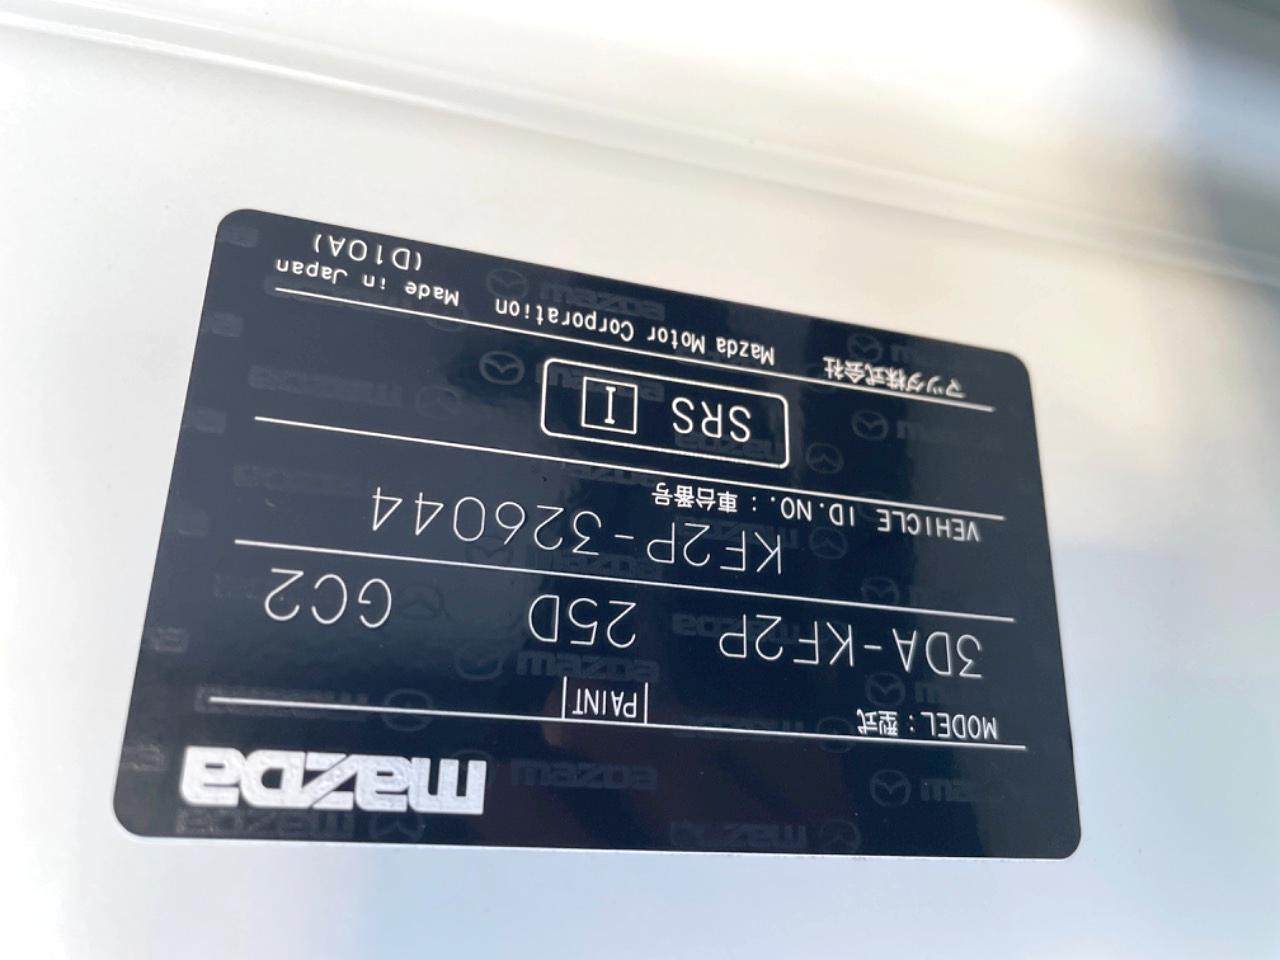 mazda
MODEL：型式 PAINT
3DA-KF2P 25D GC2
VEHICLE ID.NO.：車台番号
KF2P-326044
SRS I
マツダ株式会社 Mazda Motor Corporation Made in Japan
(D10A)